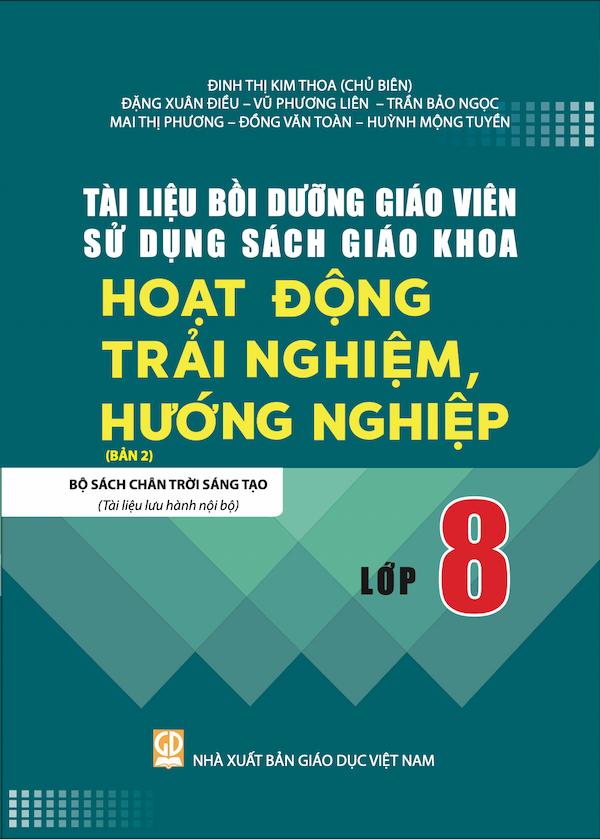 ĐINH THỊ KIM THOA (CHỦ BIÊN)
ĐẶNG XUÂN ĐIỀU – VŨ PHƯƠNG LIÊN – TRẦN BẢO NGỌC
MAI THỊ PHƯƠNG – ĐỒNG VĂN TOÀN – HUỲNH MỘNG TUYỀN
TÀI LIỆU BỒI DƯỠNG GIÁO VIÊN
SỬ DỤNG SÁCH GIÁO KHOA
HOẠT ĐỘNG
TRẢI NGHIỆM,
HƯỚNG NGHIỆP
(BẢN 2)
BỘ SÁCH CHÂN TRỜI SÁNG TẠO
(Tài liệu lưu hành nội bộ)
LỚP 8
GD
NHÀ XUẤT BẢN GIÁO DỤC VIỆT NAM